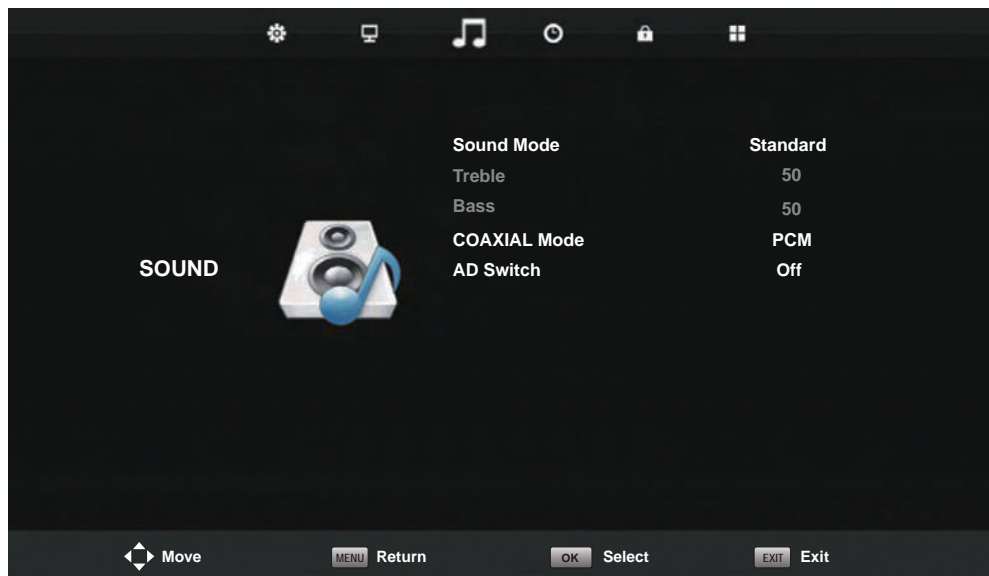 Sound Mode Standard
Treble 50
Bass 50
COAXIAL Mode PCM
SOUND
AD Switch Off
Move MENU Return OK Select EXIT Exit